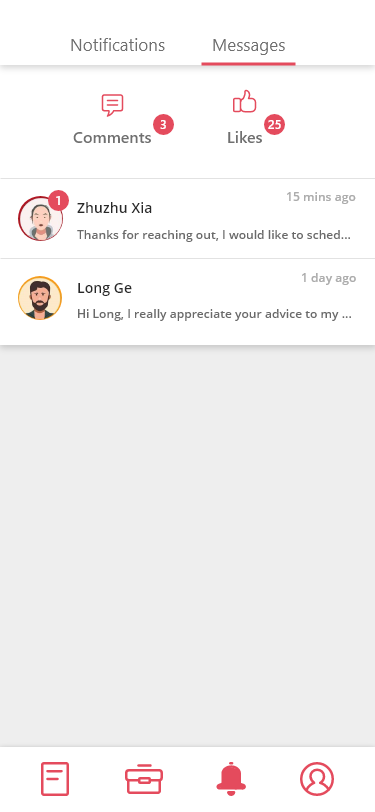 Notifications
Messages
Comments
3
Likes
25
Zhuzhu Xia
15 mins ago
1
Thanks for reaching out, I would like to sched...
Long Ge
1 day ago
Hi Long, I really appreciate your advice to my ...